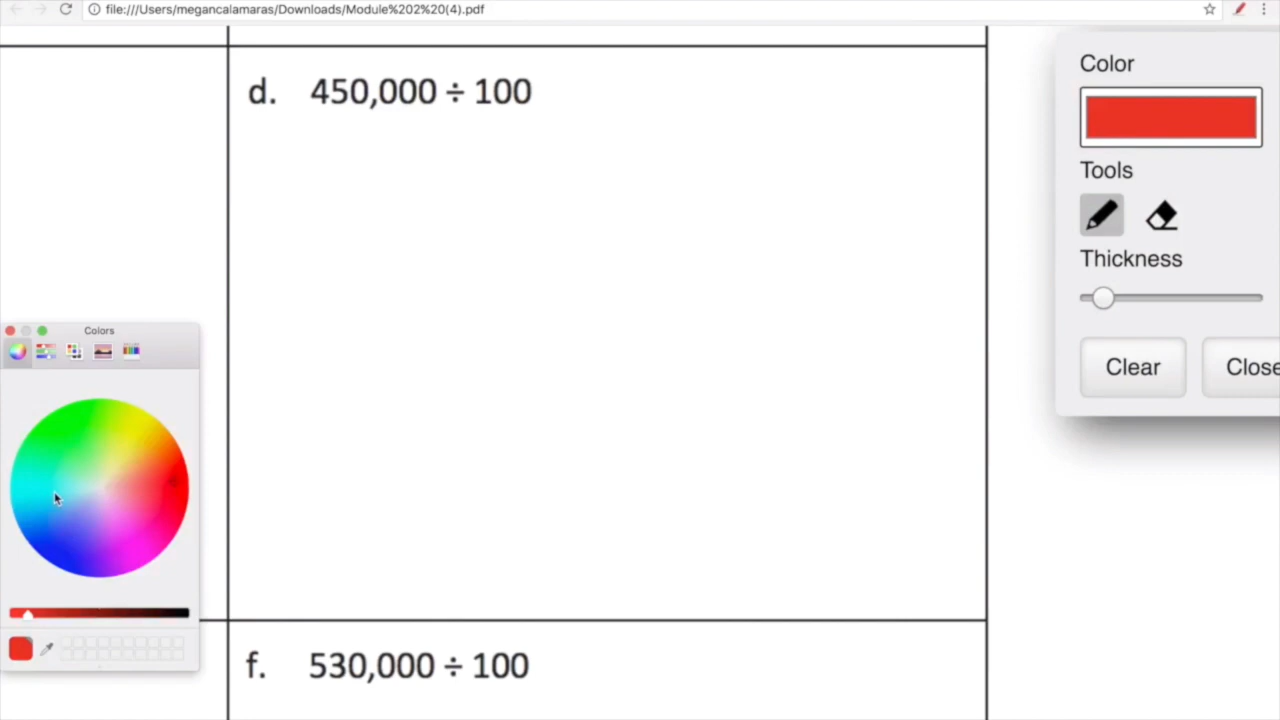 file:///Users/megancalamaras/Downloads/Module%202%20(4).pdf
d. 450,000 ÷ 100
Color
Tools
Thickness
Clear Close
Colors
f. 530,000 ÷ 100